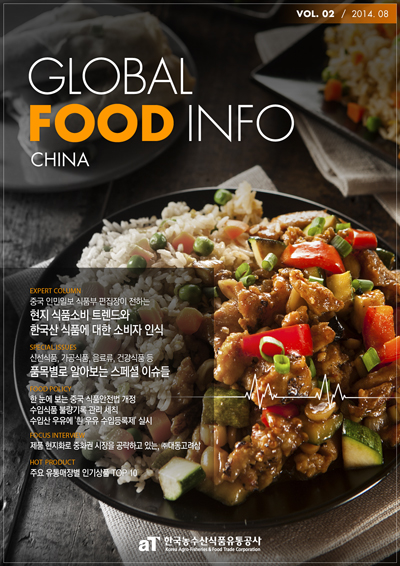 VOL. 02 / 2014. 08
GLOBAL
FOOD INFO
CHINA
EXPERT COLUMN
중국 인민일보 식품부 편집장이 전하는
현지 식품소비 트렌드와
한국산 식품에 대한 소비자 인식
SPECIAL ISSUES
신선식품, 가공식품, 음료류, 건강식품 등
품목별로 알아보는 스페셜 이슈들
FOOD POLICY
한 눈에 보는 중국 식품안전법 개정
수입식품 불량기록 관리 세칙
수입산 우유에 '흰 우유 수입등록제' 실시
FOCUS INTERVIEW
제품 현지화로 중화권 시장을 공략하고 있는, ㈜대동고려삼
HOT PRODUCT
주요 유통매장별 인기상품 TOP 10
aT 한국농수산식품유통공사
Korea Agro-Fisheries & Food Trade Corporation